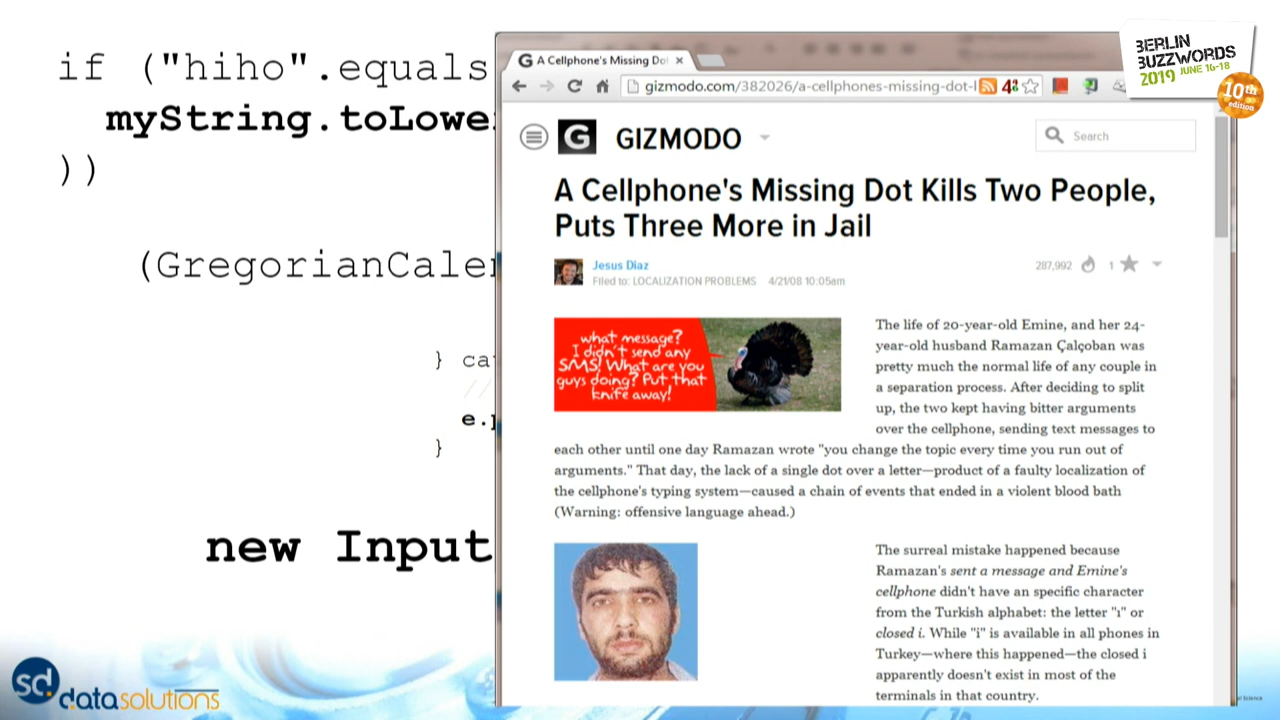 if ("hiho".equals
myString.toLowe
))
(GregorianCale
} ca
//
e.
}
new Input
sd.
datasolutions
A Cellphone's Missing Do
gizmodo.com/382026/a-cellphones-missing-dot-l
BERLIN
BUZZWORDS
2019 JUNE 16-18
10th
edition
G GIZMODO
Search
A Cellphone's Missing Dot Kills Two People,
Puts Three More in Jail
Jesus Diaz
287,992 1
Filed to: LOCALIZATION PROBLEMS 4/21/08 10:05am
what message?
I didn't send any
SMS! What are you
guys doing? Put that
knife away!
The life of 20-year-old Emine, and her 24-
year-old husband Ramazan Çalçoban was
pretty much the normal life of any couple in
a separation process. After deciding to split
up, the two kept having bitter arguments
over the cellphone, sending text messages to
each other until one day Ramazan wrote "you change the topic every time you run out of
arguments." That day, the lack of a single dot over a letter—product of a faulty localization of
the cellphone's typing system—caused a chain of events that ended in a violent blood bath
(Warning: offensive language ahead.)
The surreal mistake happened because
Ramazan's sent a message and Emine's
cellphone didn't have an specific character
from the Turkish alphabet: the letter "ı" or
closed i. While "i" is available in all phones in
Turkey—where this happened—the closed i
apparently doesn't exist in most of the
terminals in that country.